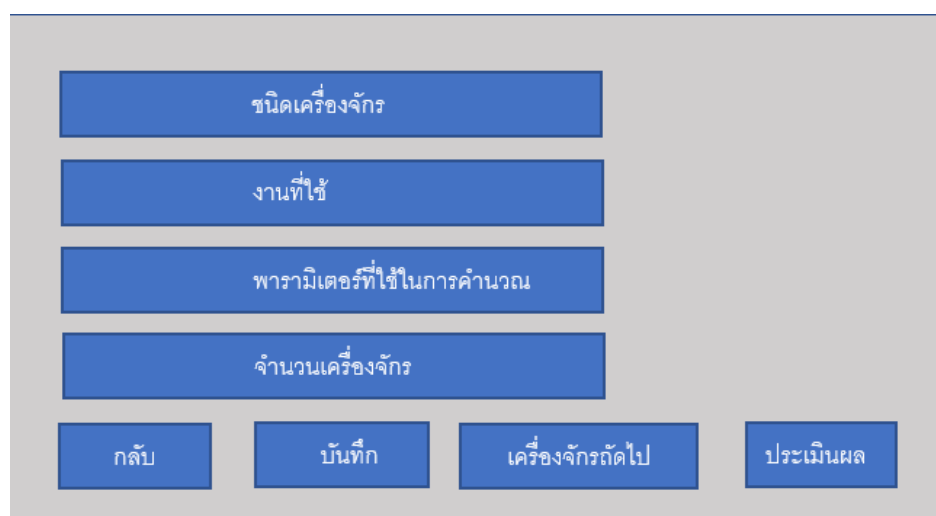 ชนิดเครื่องจักร
งานที่ใช้
พารามิเตอร์ที่ใช้ในการคำนวณ
จำนวนเครื่องจักร
กลับ บันทึก เครื่องจักรถัดไป ประเมินผล